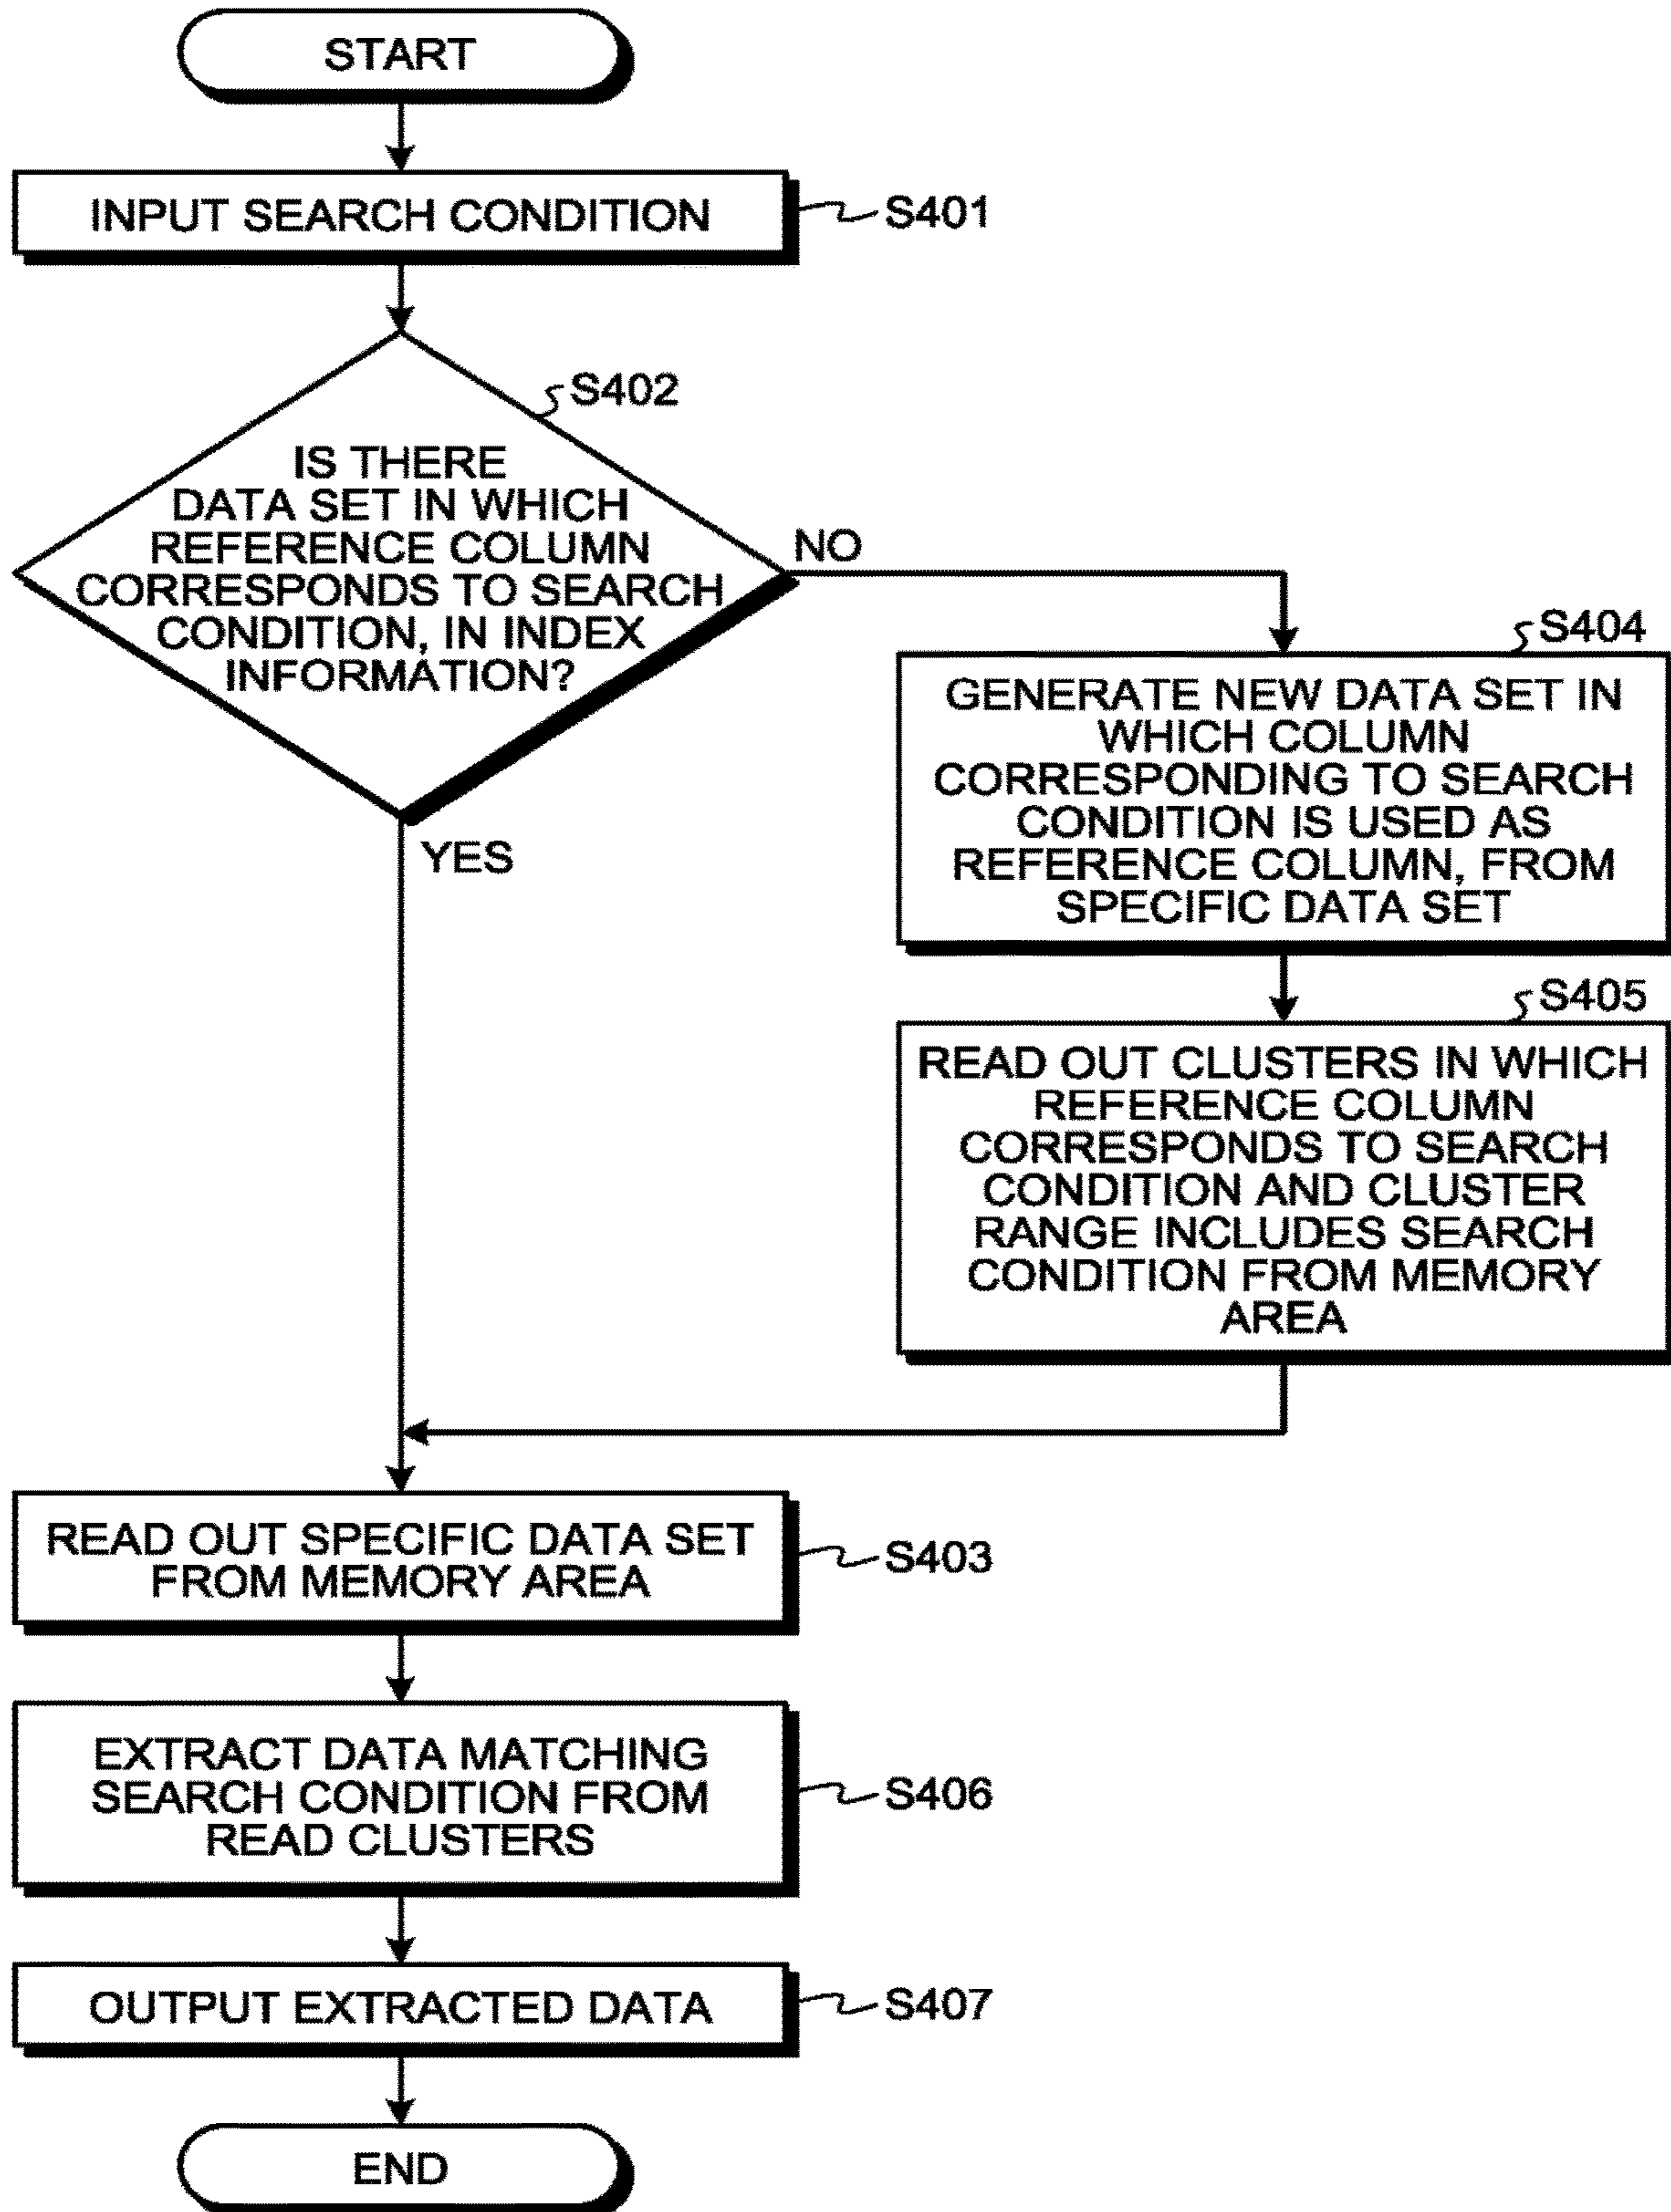 START
INPUT SEARCH CONDITION
S401
S402
IS THERE
DATA SET IN WHICH
REFERENCE COLUMN
CORRESPONDS TO SEARCH
CONDITION, IN INDEX
INFORMATION?
NO
YES
S404
GENERATE NEW DATA SET IN
WHICH COLUMN
CORRESPONDING TO SEARCH
CONDITION IS USED AS
REFERENCE COLUMN, FROM
SPECIFIC DATA SET
S405
READ OUT CLUSTERS IN WHICH
REFERENCE COLUMN
CORRESPONDS TO SEARCH
CONDITION AND CLUSTER
RANGE INCLUDES SEARCH
CONDITION FROM MEMORY
AREA
READ OUT SPECIFIC DATA SET
FROM MEMORY AREA
S403
EXTRACT DATA MATCHING
SEARCH CONDITION FROM
READ CLUSTERS
S406
OUTPUT EXTRACTED DATA
S407
END